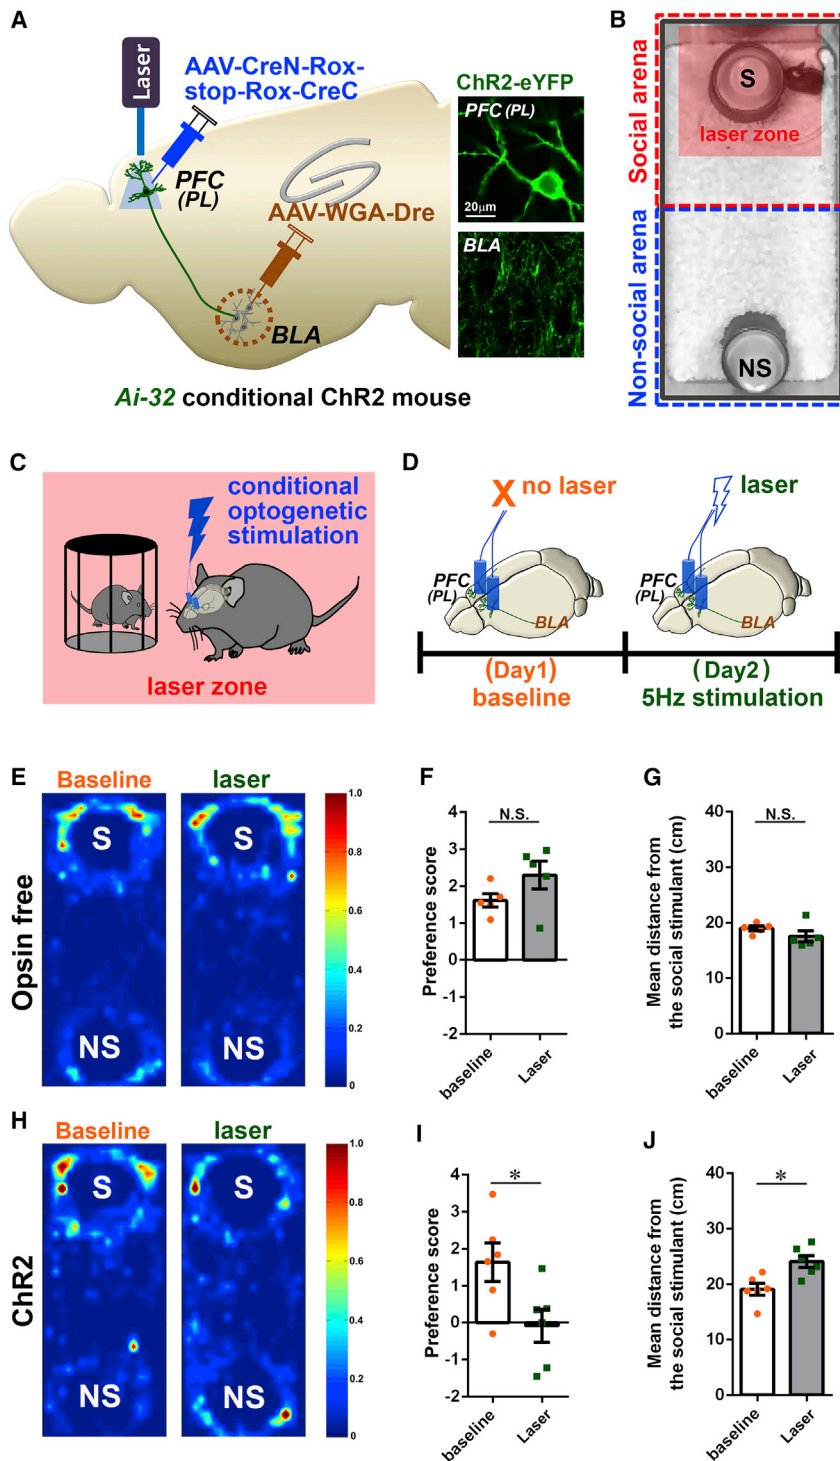 A
Laser
AAV-CreN-Rox-
stop-Rox-CreC
PFC
(PL)
AAV-WGA-Dre
BLA
Ai-32 conditional ChR2 mouse
ChR2-eYFP
PFC (PL)
20μm
BLA
B
Social arena
Non-social arena
S
laser zone
NS
C
conditional
optogenetic
stimulation
laser zone
D
X no laser
laser
PFC
(PL)
BLA
PFC
(PL)
BLA
(Day1)
baseline
(Day2)
5Hz stimulation
E
Opsin free
Baseline
laser
S
S
NS
NS
1.0
0.8
0.6
0.4
0.2
0
F
N.S.
Preference score
4
3
2
1
0
-1
-2
baseline
Laser
G
N.S.
Mean distance from
the social stimulant (cm)
40
30
20
10
0
baseline
Laser
H
ChR2
Baseline
laser
S
S
NS
NS
1.0
0.8
0.6
0.4
0.2
0
I
*
Preference score
4
3
2
1
0
-1
-2
baseline
Laser
J
*
Mean distance from
the social stimulant (cm)
40
30
20
10
0
baseline
Laser